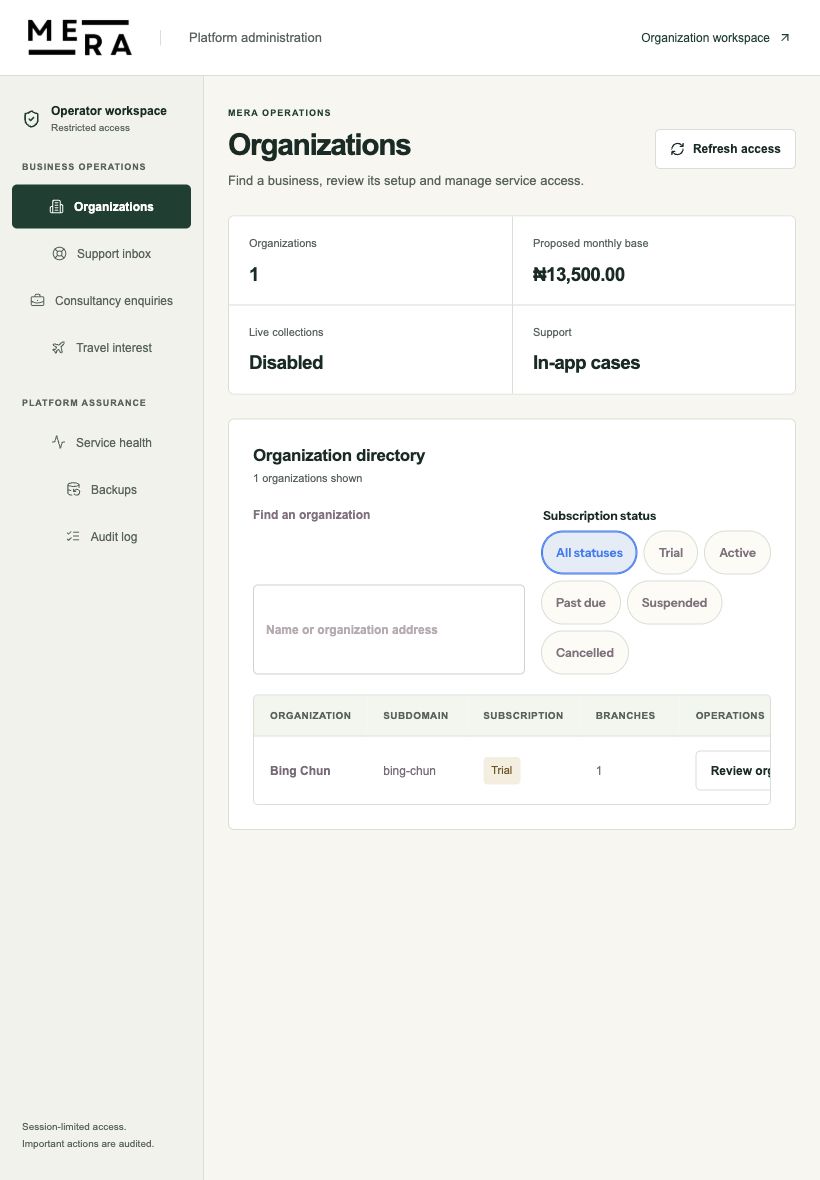 MERA
Platform administration
Organization workspace
Operator workspace
Restricted access
BUSINESS OPERATIONS
Organizations
Support inbox
Consultancy enquiries
Travel interest
PLATFORM ASSURANCE
Service health
Backups
Audit log
Session-limited access.
Important actions are audited.
MERA OPERATIONS
Organizations
Find a business, review its setup and manage service access.
Refresh access
Organizations
1
Proposed monthly base
₦13,500.00
Live collections
Disabled
Support
In-app cases
Organization directory
1 organizations shown
Find an organization
Name or organization address
Subscription status
All statuses Trial Active
Past due Suspended
Cancelled
ORGANIZATION SUBDOMAIN SUBSCRIPTION BRANCHES OPERATIONS
Bing Chun bing-chun Trial 1 Review